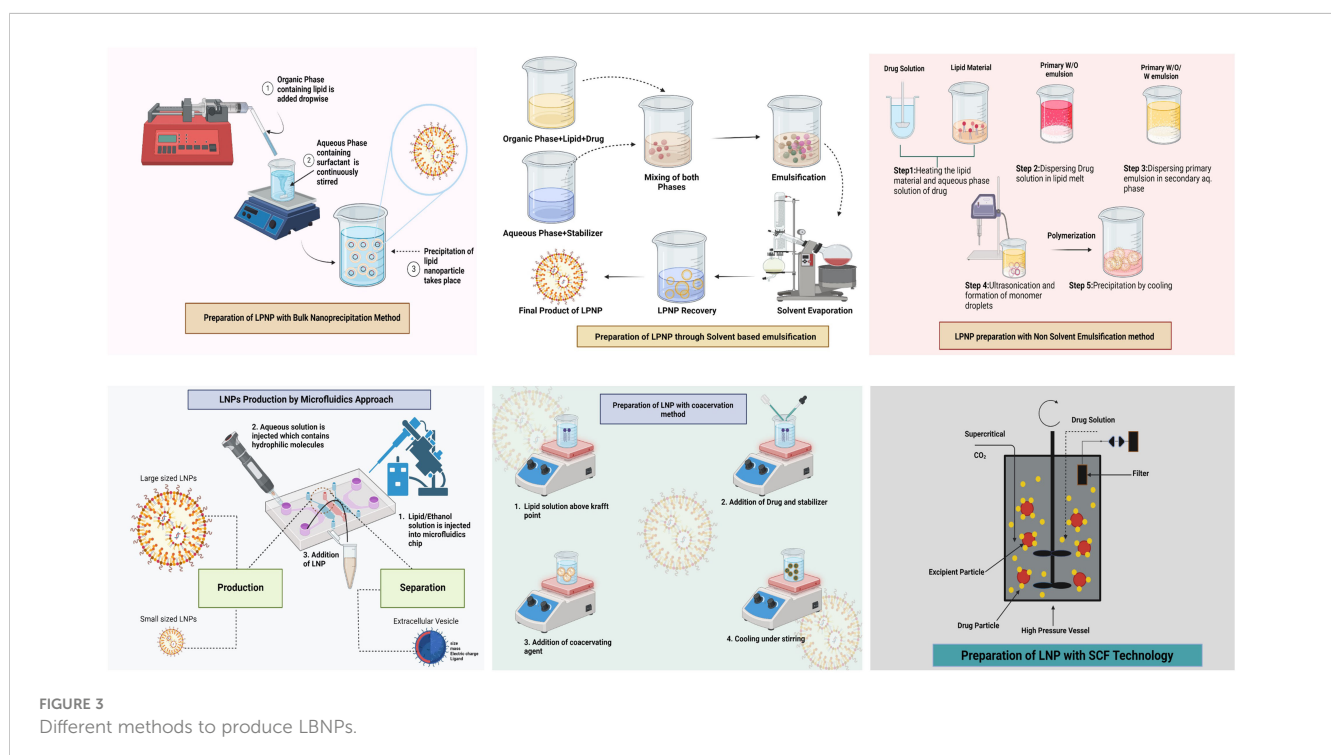 1
Organic Phase
containing lipid is
added dropwise
2
Aqueous Phase
containing
surfactant is
continuously
stirred
Precipitation of
lipid
3
nanoparticle
takes place
Preparation of LPNP with Bulk Nanoprecipitation Method
Organic Phase+Lipid+Drug
Mixing of both
Phases
Emulsification
Aqueous Phase+Stabilizer
Final Product of LPNP
LPNP Recovery
Solvent Evaporation
Preparation of LPNP through Solvent based emulsification
Drug Solution
Lipid Material
Primary W/O
emulsion
Primary W/O/
W emulsion
Step1:Heating the lipid
material and aqueous phase
solution of drug
Step 2:Dispersing Drug
solution in lipid melt
Step 3:Dispersing primary
emulsion in secondary aq.
phase
Polymerization
Step 4:Ultrasonication and
formation of monomer
droplets
Step 5:Precipitation by cooling
LPNP preparation with Non Solvent Emulsification method
LNPs Production by Microfluidics Approach
2. Aqueous solution is
injected which contains
hydrophilic molecules
Large sized LNPs
1. Lipid/Ethanol
solution is injected
into microfluidics
chip
3. Addition
of LNP
Production
Separation
Small sized LNPs
Extracellular Vesicle
size
mass
Electric charge
Ligand
Preparation of LNP with coacervation
method
1. Lipid solution above krafft
point
2. Addition of Drug and stabilizer
3. Addition of coacervating
agent
4. Cooling under stirring
Drug Solution
Supercritical
CO₂
Filter
Excipient Particle
Drug Particle
High Pressure Vessel
Preparation of LNP with SCF Technology
FIGURE 3
Different methods to produce LBNPs.